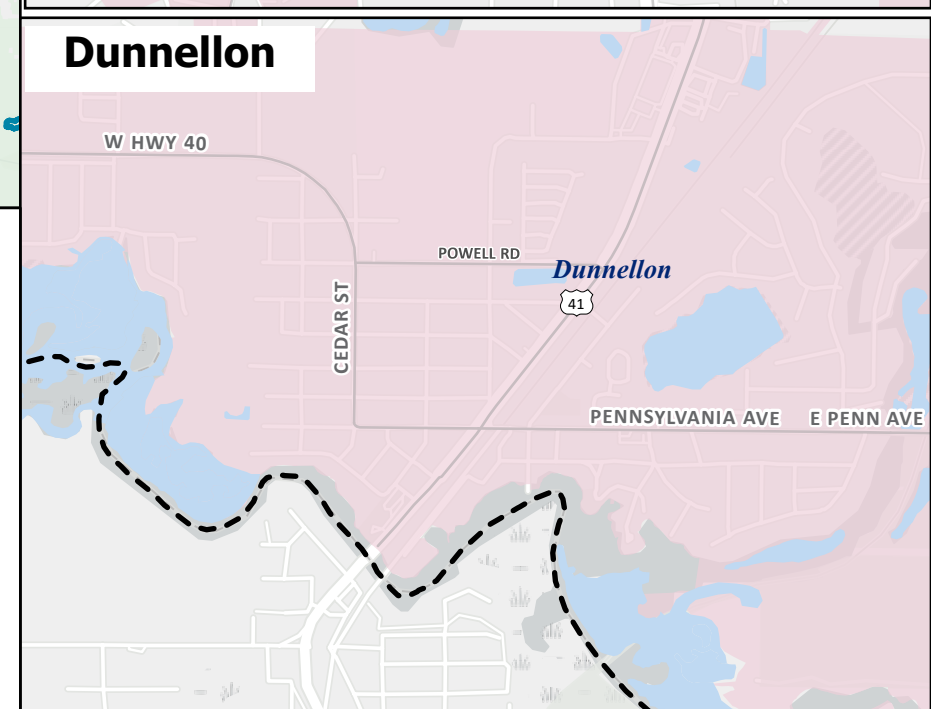 Dunnellon
W HWY 40
POWELL RD
Dunnellon
41
CEDAR ST
PENNSYLVANIA AVE
E PENN AVE